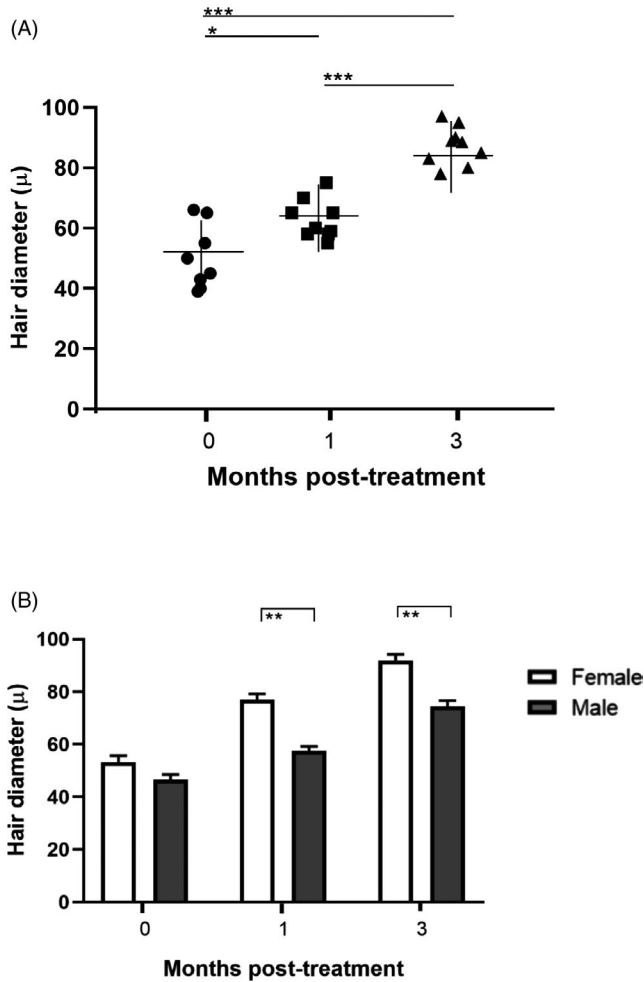 (A)
***
*
***
100
80
60
40
20
0
Hair diameter (μ)
0 1 3
Months post-treatment
(B)
** **
100
80
60
40
20
0
Hair diameter (μ)
0 1 3
Months post-treatment
Female
Male